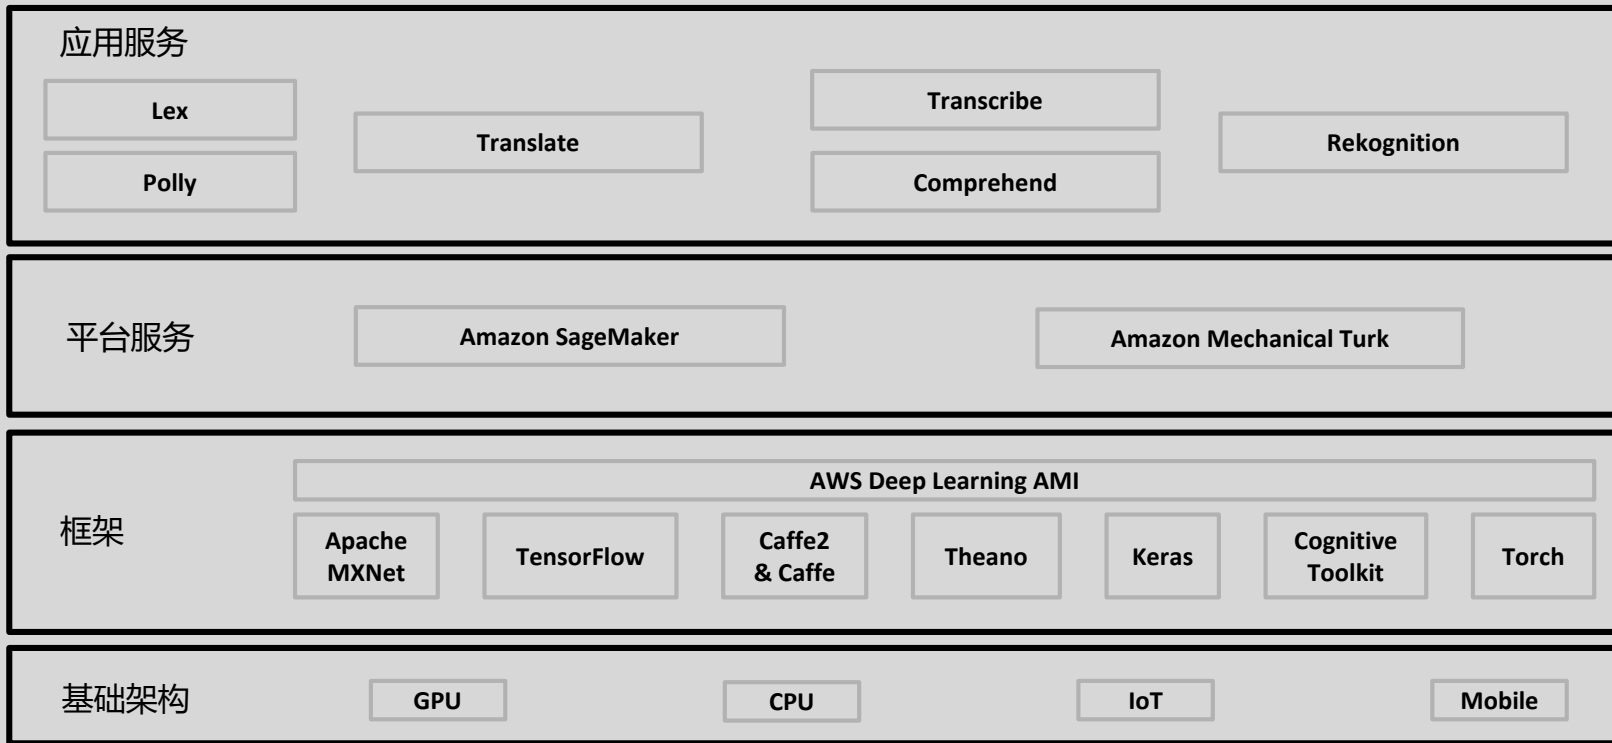 应用服务
Lex
Polly
Translate
Transcribe
Comprehend
Rekognition
平台服务
Amazon SageMaker
Amazon Mechanical Turk
框架
AWS Deep Learning AMI
Apache
MXNet
TensorFlow
Caffe2
& Caffe
Theano
Keras
Cognitive
Toolkit
Torch
基础架构
GPU
CPU
IoT
Mobile